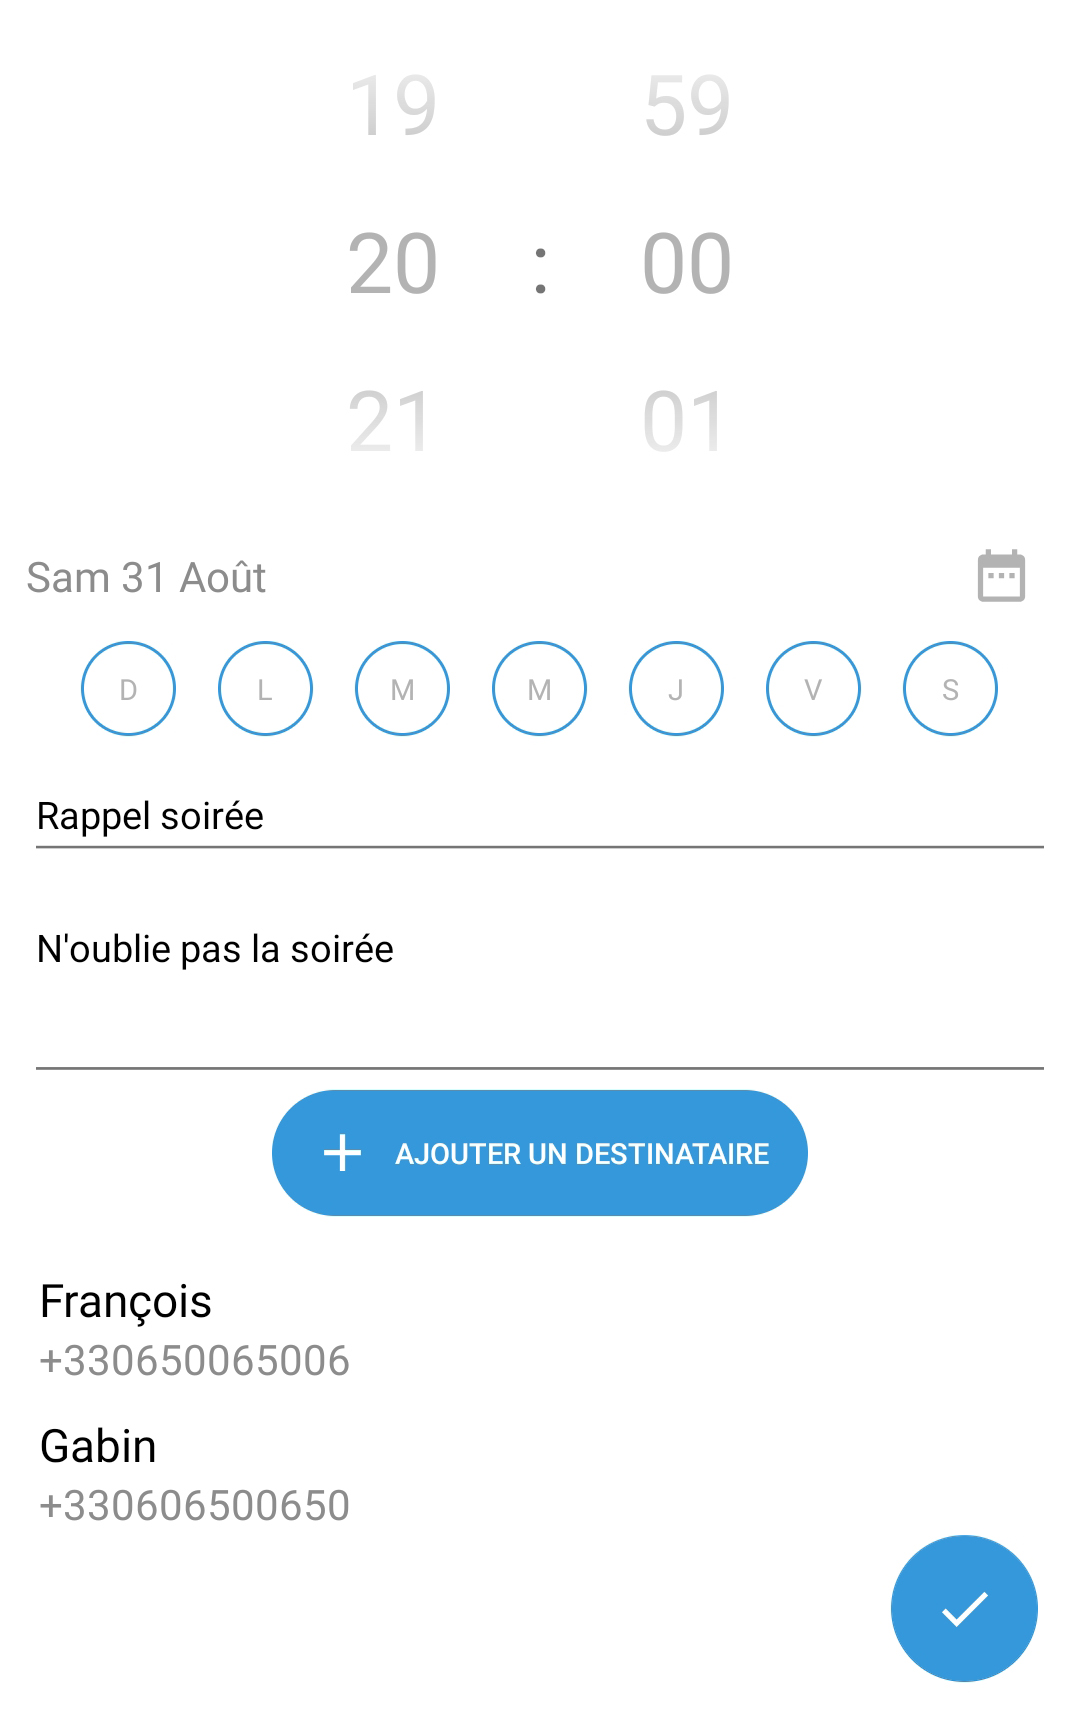 19 59
20 : 00
21 01
Sam 31 Août
D L M M J V S
Rappel soirée
N'oublie pas la soirée
AJOUTER UN DESTINATAIRE
François
+330650065006
Gabin
+330606500650